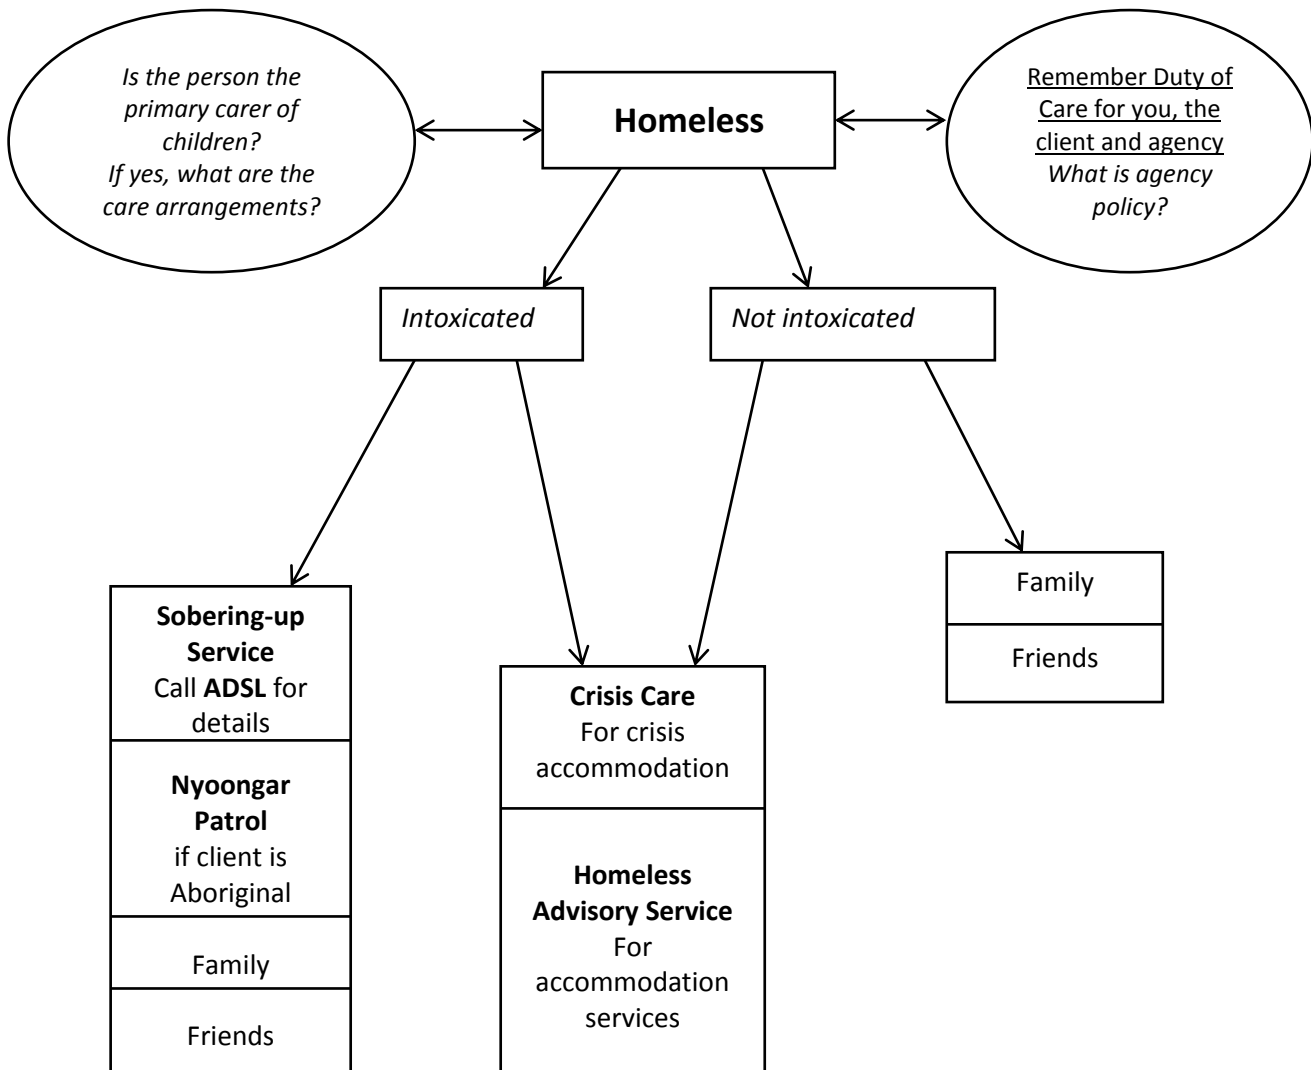 Is the person the
primary carer of
children?
If yes, what are the
care arrangements?
Homeless
Remember Duty of
Care for you, the
client and agency
What is agency
policy?
Intoxicated
Not intoxicated
Sobering-up
Service
Call ADSL for
details
Nyoongar
Patrol
if client is
Aboriginal
Family
Friends
Crisis Care
For crisis
accommodation
Homeless
Advisory Service
For
accommodation
services
Family
Friends